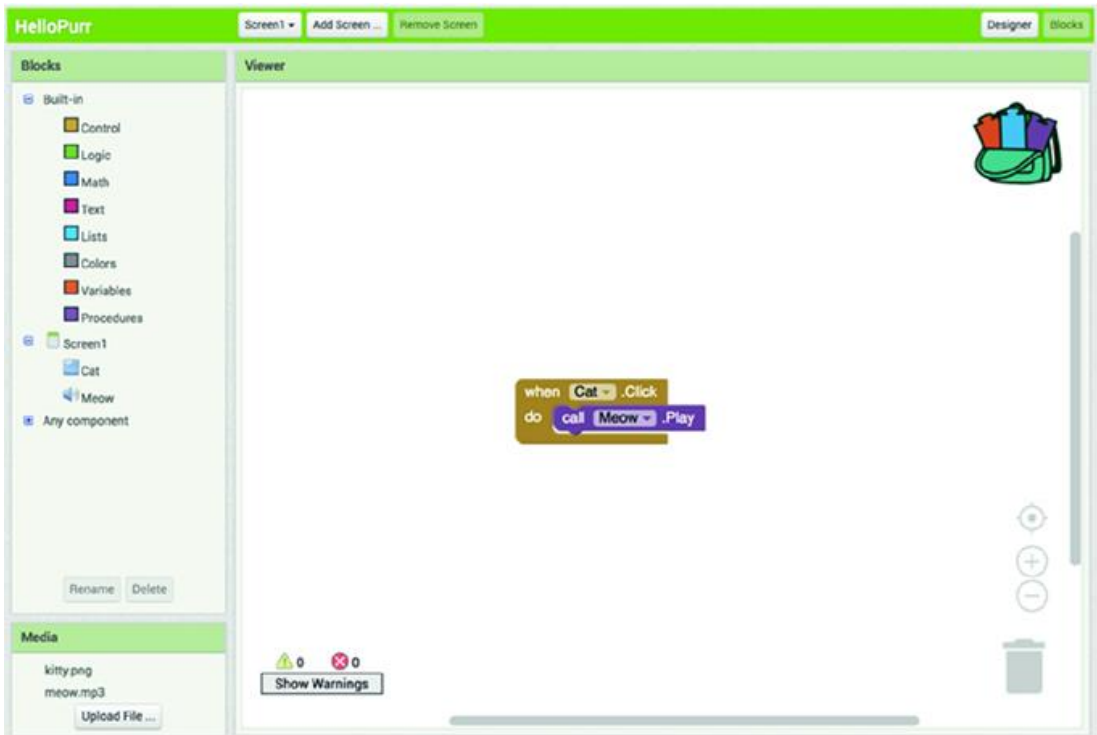 HelloPurr
Screen1 Add Screen ... Remove Screen
Designer Blocks
Blocks
Built-in
Control
Logic
Math
Text
Lists
Colors
Variables
Procedures
Screen1
Cat
Meow
Any component
Rename Delete
Media
kitty.png
meow.mp3
Upload File ...
Viewer
when Cat .Click
do call Meow .Play
0 0
Show Warnings